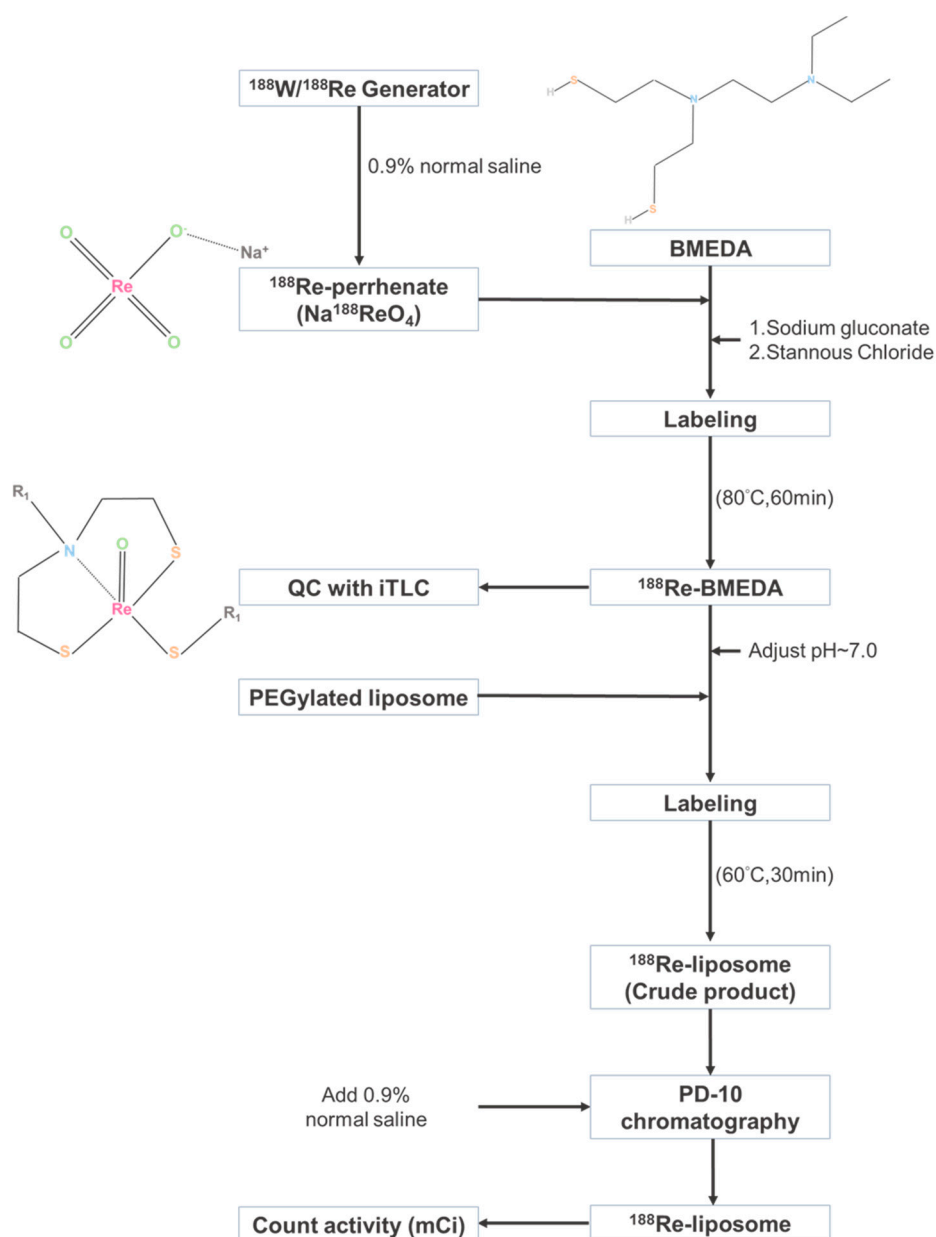 ¹⁸⁸W/¹⁸⁸Re Generator
0.9% normal saline
N
N
S
H
S
H
O
O⁻
Na⁺
Re
O
O
¹⁸⁸Re-perrhenate
(Na¹⁸⁸ReO₄)
BMEDA
1.Sodium gluconate
2.Stannous Chloride
Labeling
(80°C,60min)
R₁
N
O
S
Re
R₁
S
S
QC with iTLC
¹⁸⁸Re-BMEDA
Adjust pH~7.0
PEGylated liposome
Labeling
(60°C,30min)
¹⁸⁸Re-liposome
(Crude product)
Add 0.9%
normal saline
PD-10
chromatography
Count activity (mCi)
¹⁸⁸Re-liposome